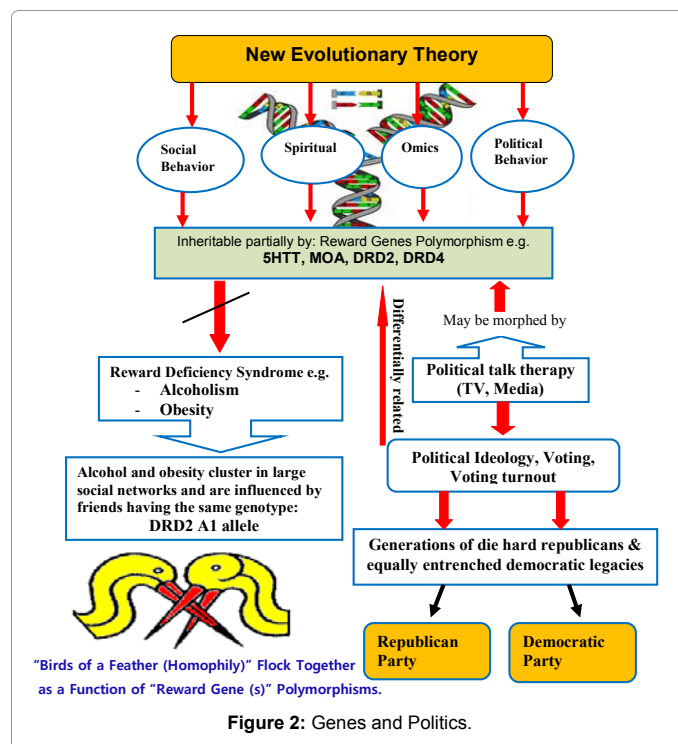 New Evolutionary Theory
Social
Behavior
Spiritual
Omics
Political
Behavior
Inheritable partially by: Reward Genes Polymorphism e.g.
5HTT, MOA, DRD2, DRD4
Differentially related
May be morphed by
Reward Deficiency Syndrome e.g.
- Alcoholism
- Obesity
Political talk therapy
(TV, Media)
Alcohol and obesity cluster in large
social networks and are influenced by
friends having the same genotype:
DRD2 A1 allele
Political Ideology, Voting,
Voting turnout
Generations of die hard republicans &
equally entrenched democratic legacies
Republican
Party
Democratic
Party
"Birds of a Feather (Homophily)" Flock Together
as a Function of "Reward Gene (s)" Polymorphisms.
Figure 2: Genes and Politics.